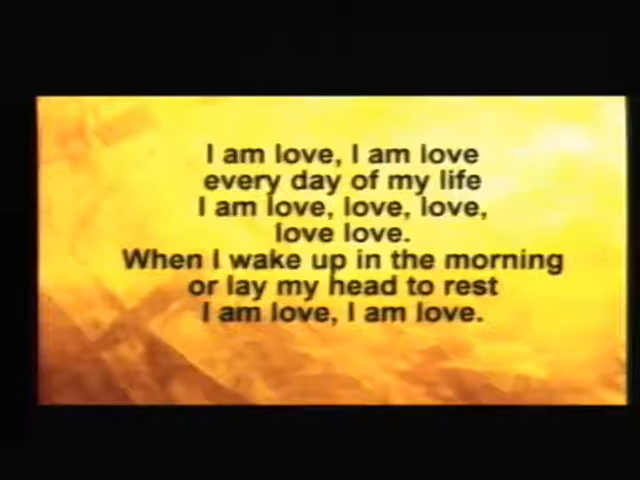 I am love, I am love
every day of my life
I am love, love, love,
love love.
When I wake up in the morning
or lay my head to rest
I am love, I am love.